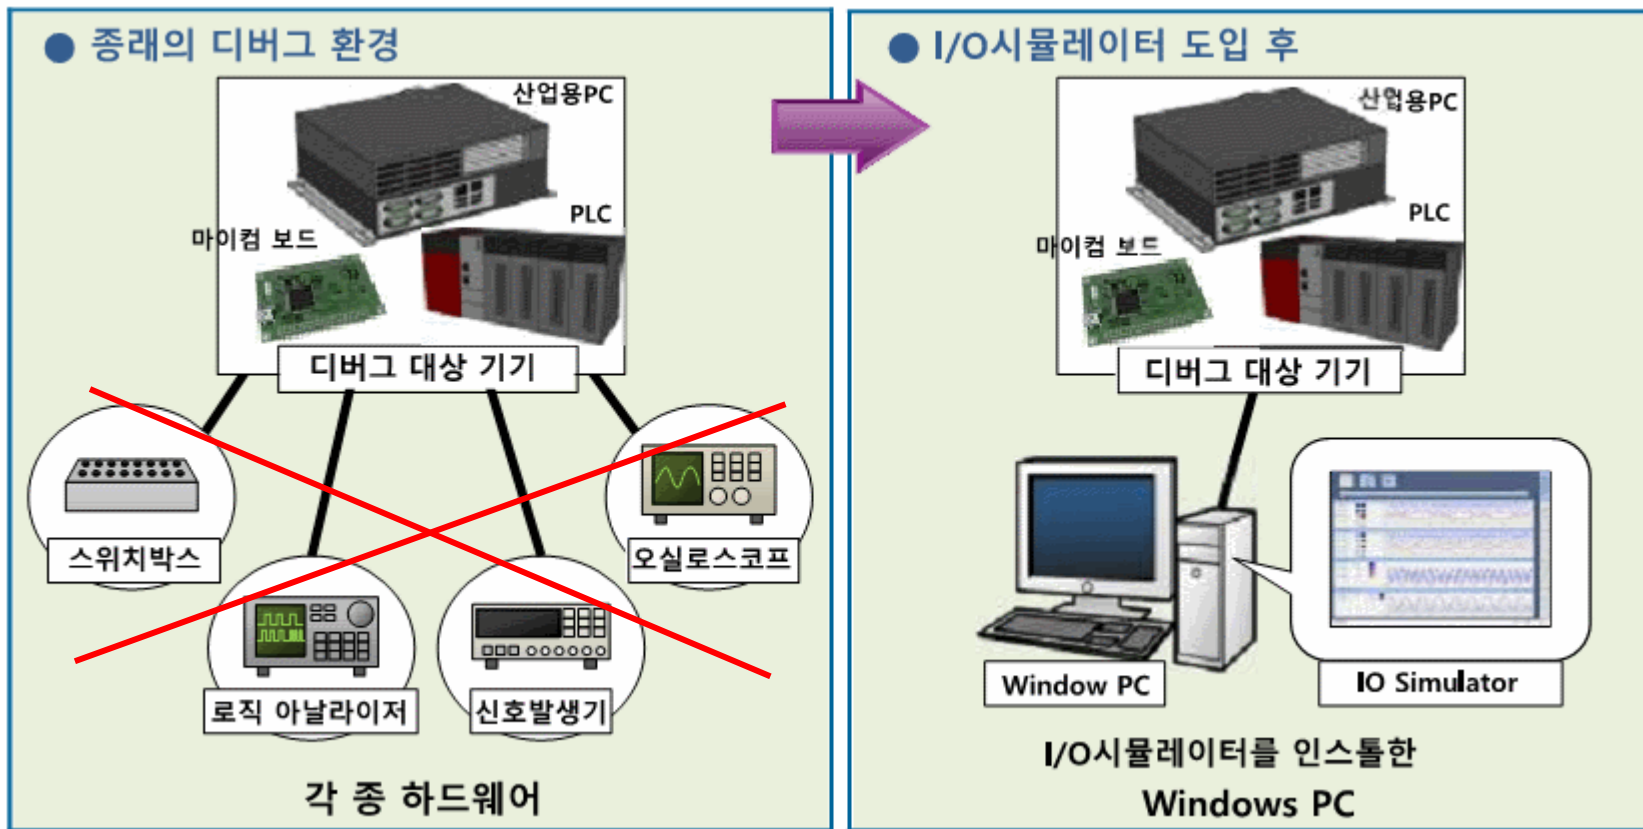 ● 종래의 디버그 환경
산업용PC
PLC
마이컴 보드
디버그 대상 기기
스위치박스
오실로스코프
로직 아날라이저
신호발생기
각 종 하드웨어
● I/O시뮬레이터 도입 후
산업용PC
PLC
마이컴 보드
디버그 대상 기기
Window PC
IO Simulator
I/O시뮬레이터를 인스톨한
Windows PC